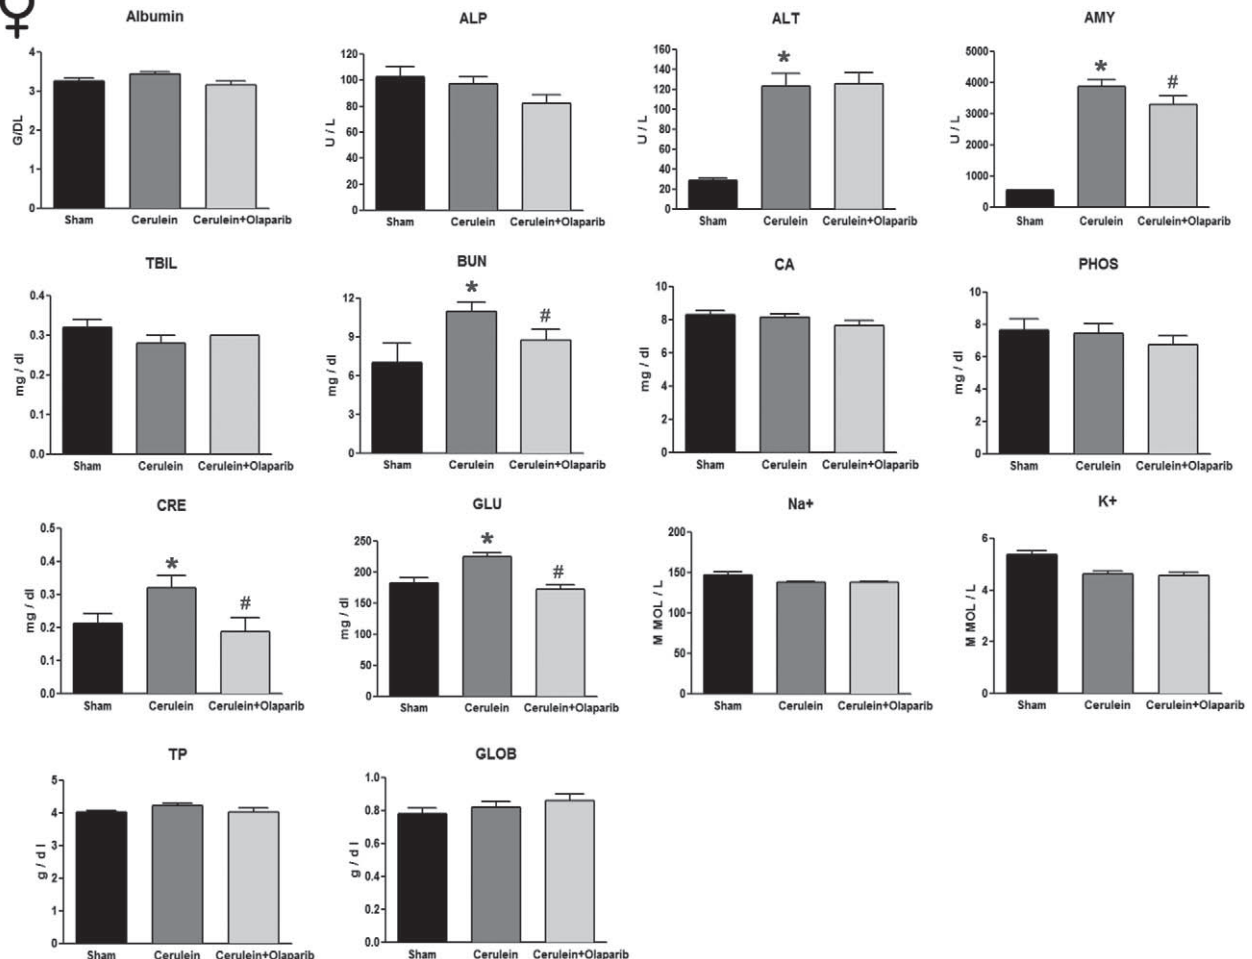 ♀
Albumin
4
3
2
1
0
G/DL
Sham Cerulein Cerulein+Olaparib
ALP
120
100
80
60
40
20
0
U / L
Sham Cerulein Cerulein+Olaparib
ALT
160
140
120
100
80
60
40
20
0
U / L
*
Sham Cerulein Cerulein+Olaparib
AMY
5000
4000
3000
2000
1000
0
U / L
* #
Sham Cerulein Cerulein+Olaparib
TBIL
0.4
0.3
0.2
0.1
0.0
mg / dl
Sham Cerulein Cerulein+Olaparib
BUN
12
9
6
3
0
mg / dl
* #
Sham Cerulein Cerulein+Olaparib
CA
10
8
6
4
2
0
mg / dl
Sham Cerulein Cerulein+Olaparib
PHOS
10
8
6
4
2
0
mg / dl
Sham Cerulein Cerulein+Olaparib
CRE
0.5
0.4
0.3
0.2
0.1
0.0
mg / dl
* #
Sham Cerulein Cerulein+Olaparib
GLU
250
200
150
100
50
0
mg / dl
* #
Sham Cerulein Cerulein+Olaparib
Na+
200
150
100
50
0
M MOL / L
Sham Cerulein Cerulein+Olaparib
K+
6
4
2
0
M MOL / L
Sham Cerulein Cerulein+Olaparib
TP
5
4
3
2
1
0
g / d l
Sham Cerulein Cerulein+Olaparib
GLOB
1.0
0.8
0.6
0.4
0.2
0.0
g / d l
Sham Cerulein Cerulein+Olaparib